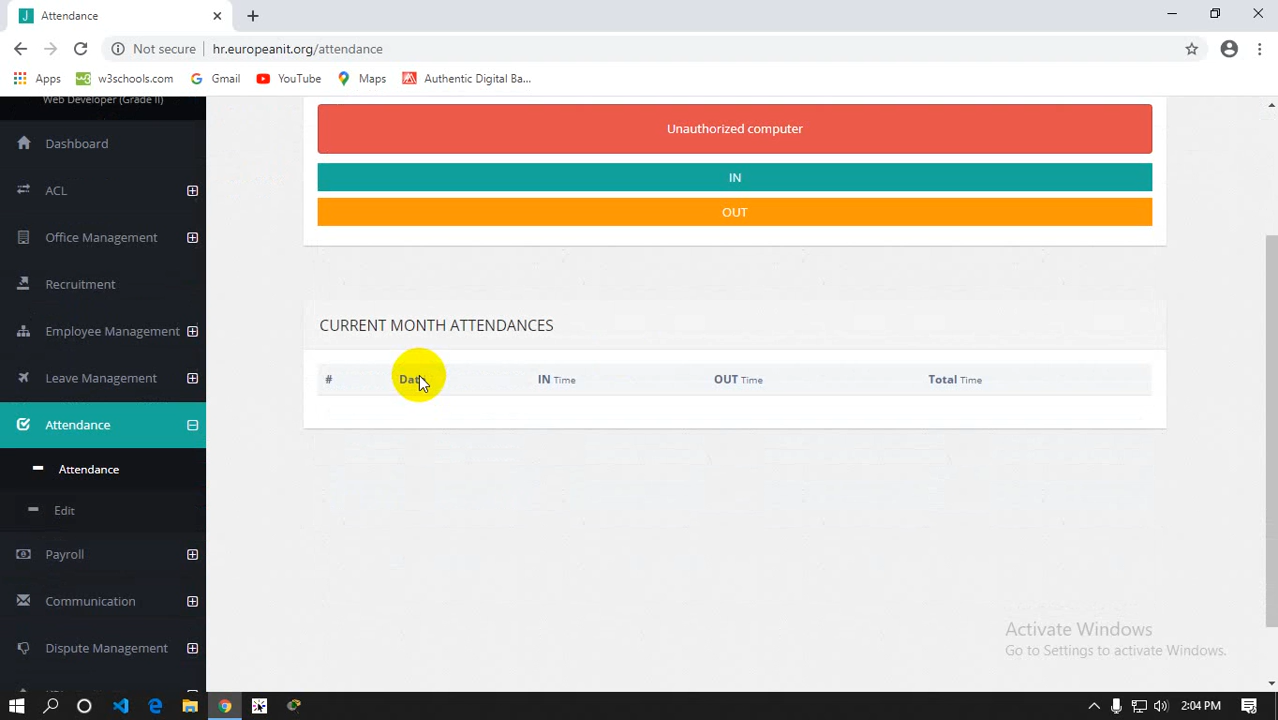 Attendance
Not secure hr.europeanit.org/attendance
Apps w3schools.com Gmail YouTube Maps Authentic Digital Ba...
Web Developer (Grade II)
Dashboard
ACL
Office Management
Recruitment
Employee Management
Leave Management
Attendance
Attendance
Edit
Payroll
Communication
Dispute Management
Unauthorized computer
IN
OUT
CURRENT MONTH ATTENDANCES
# Date IN Time OUT Time Total Time
Activate Windows
Go to Settings to activate Windows.
2:04 PM